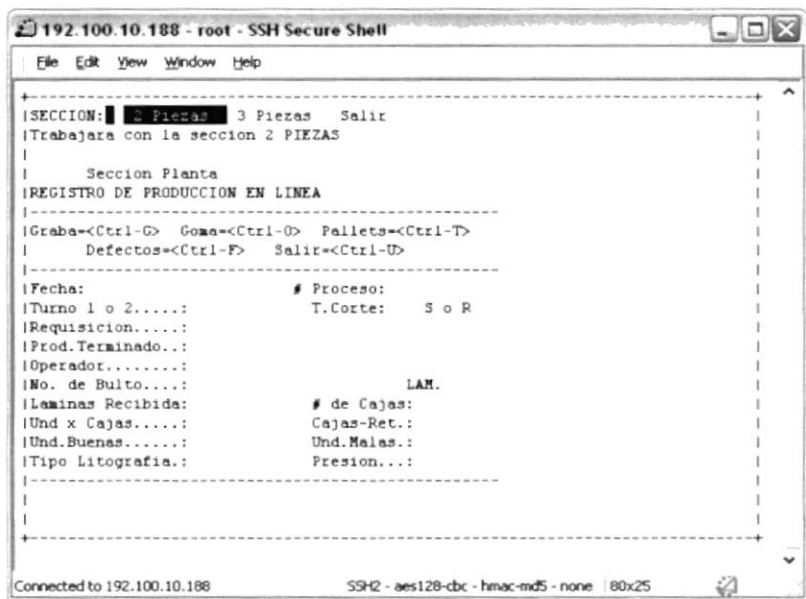 192.100.10.188 - root - SSH Secure Shell
File Edit View Window Help
SECCION: 2 Piezas 3 Piezas Salir
Trabajara con la seccion 2 PIEZAS
Seccion Planta
REGISTRO DE PRODUCCION EN LINEA
Graba=<Ctrl-G> Goma=<Ctrl-O> Pallets=<Ctrl-T>
Defectos=<Ctrl-F> Salir=<Ctrl-U>
Fecha: # Proceso:
Turno 1 o 2.....: T.Corte: S o R
Requisicion.....:
Prod.Terminado..:
Operador........:
No. de Bulto....: LAM.
Laminas Recibida: # de Cajas:
Und x Cajas.....: Cajas-Ret.:
Und.Buenas......: Und.Malas.:
Tipo Litografia.: Presion...:
Connected to 192.100.10.188 SSH2 - aes128-cbc - hmac-md5 - none 80x25